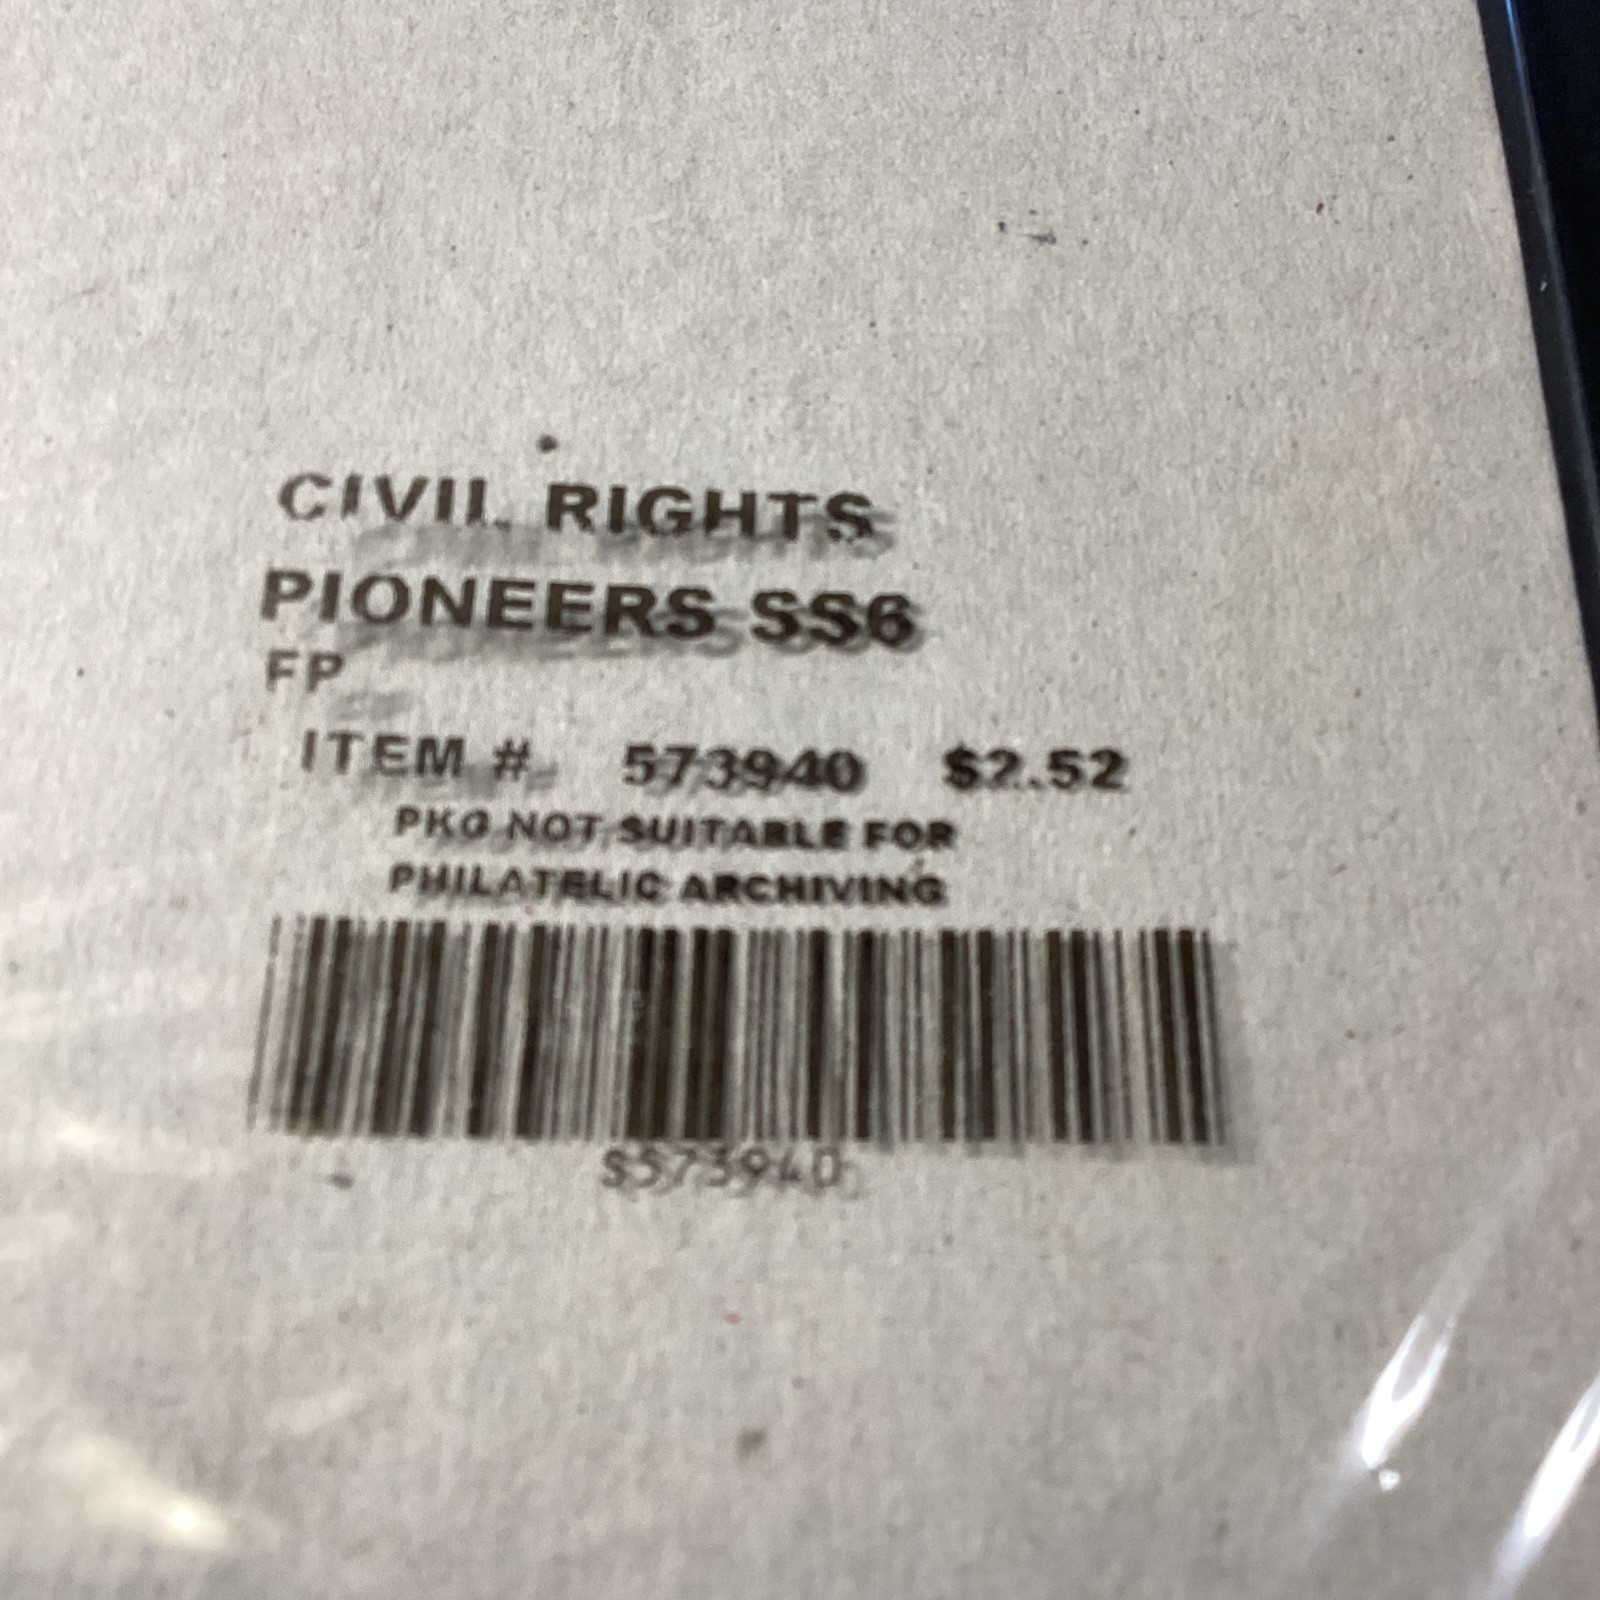 CIVIL RIGHTS
PIONEERS SS6
FP
ITEM # 573940 $2.52
PKG NOT SUITABLE FOR
PHILATELIC ARCHIVING
S573940